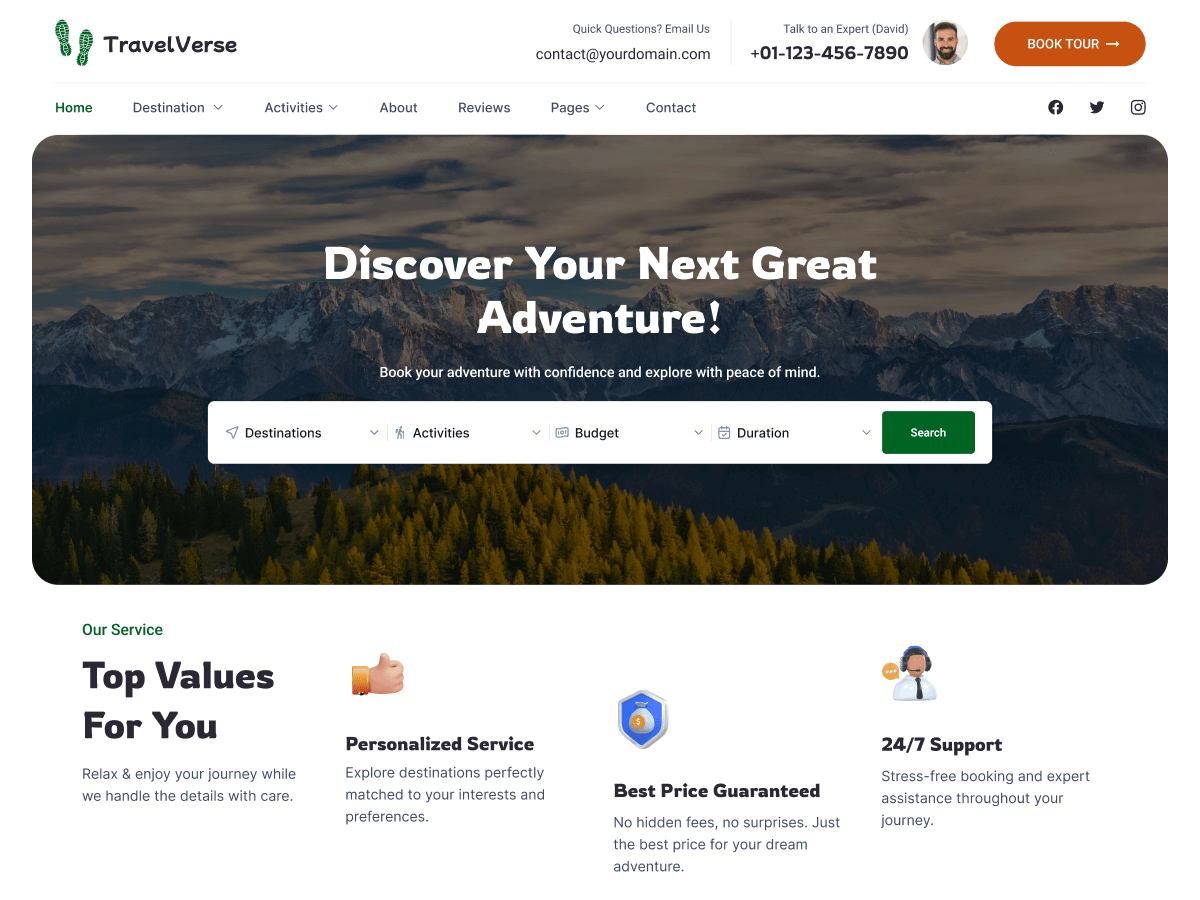 TravelVerse
Quick Questions? Email Us
contact@yourdomain.com
Talk to an Expert (David)
+01-123-456-7890
BOOK TOUR
Home
Destination
Activities
About
Reviews
Pages
Contact
Discover Your Next Great
Adventure!
Book your adventure with confidence and explore with peace of mind.
Destinations
Activities
Budget
Duration
Search
Our Service
Top Values
For You
Relax & enjoy your journey while
we handle the details with care.
Personalized Service
Explore destinations perfectly
matched to your interests and
preferences.
Best Price Guaranteed
No hidden fees, no surprises. Just
the best price for your dream
adventure.
24/7 Support
Stress-free booking and expert
assistance throughout your
journey.